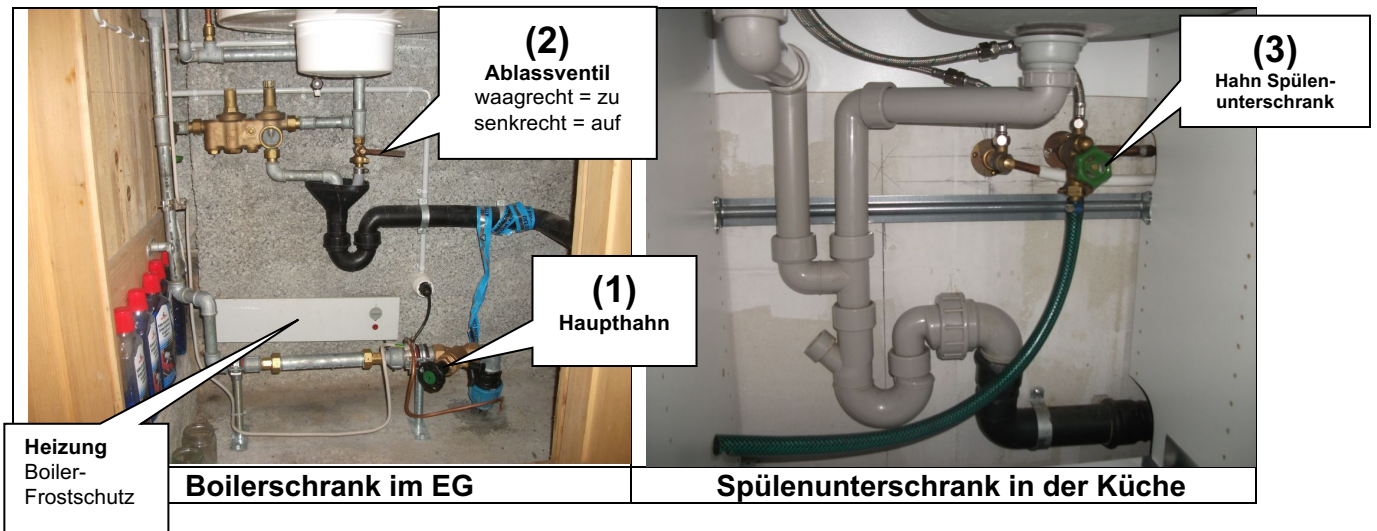 (2)
Ablassventil
waagrecht = zu
senkrecht = auf
(1)
Haupthahn
Heizung
Boiler-
Frostschutz
Boilerschrank im EG
(3)
Hahn Spülen-
unterschrank
Spülenunterschrank in der Küche